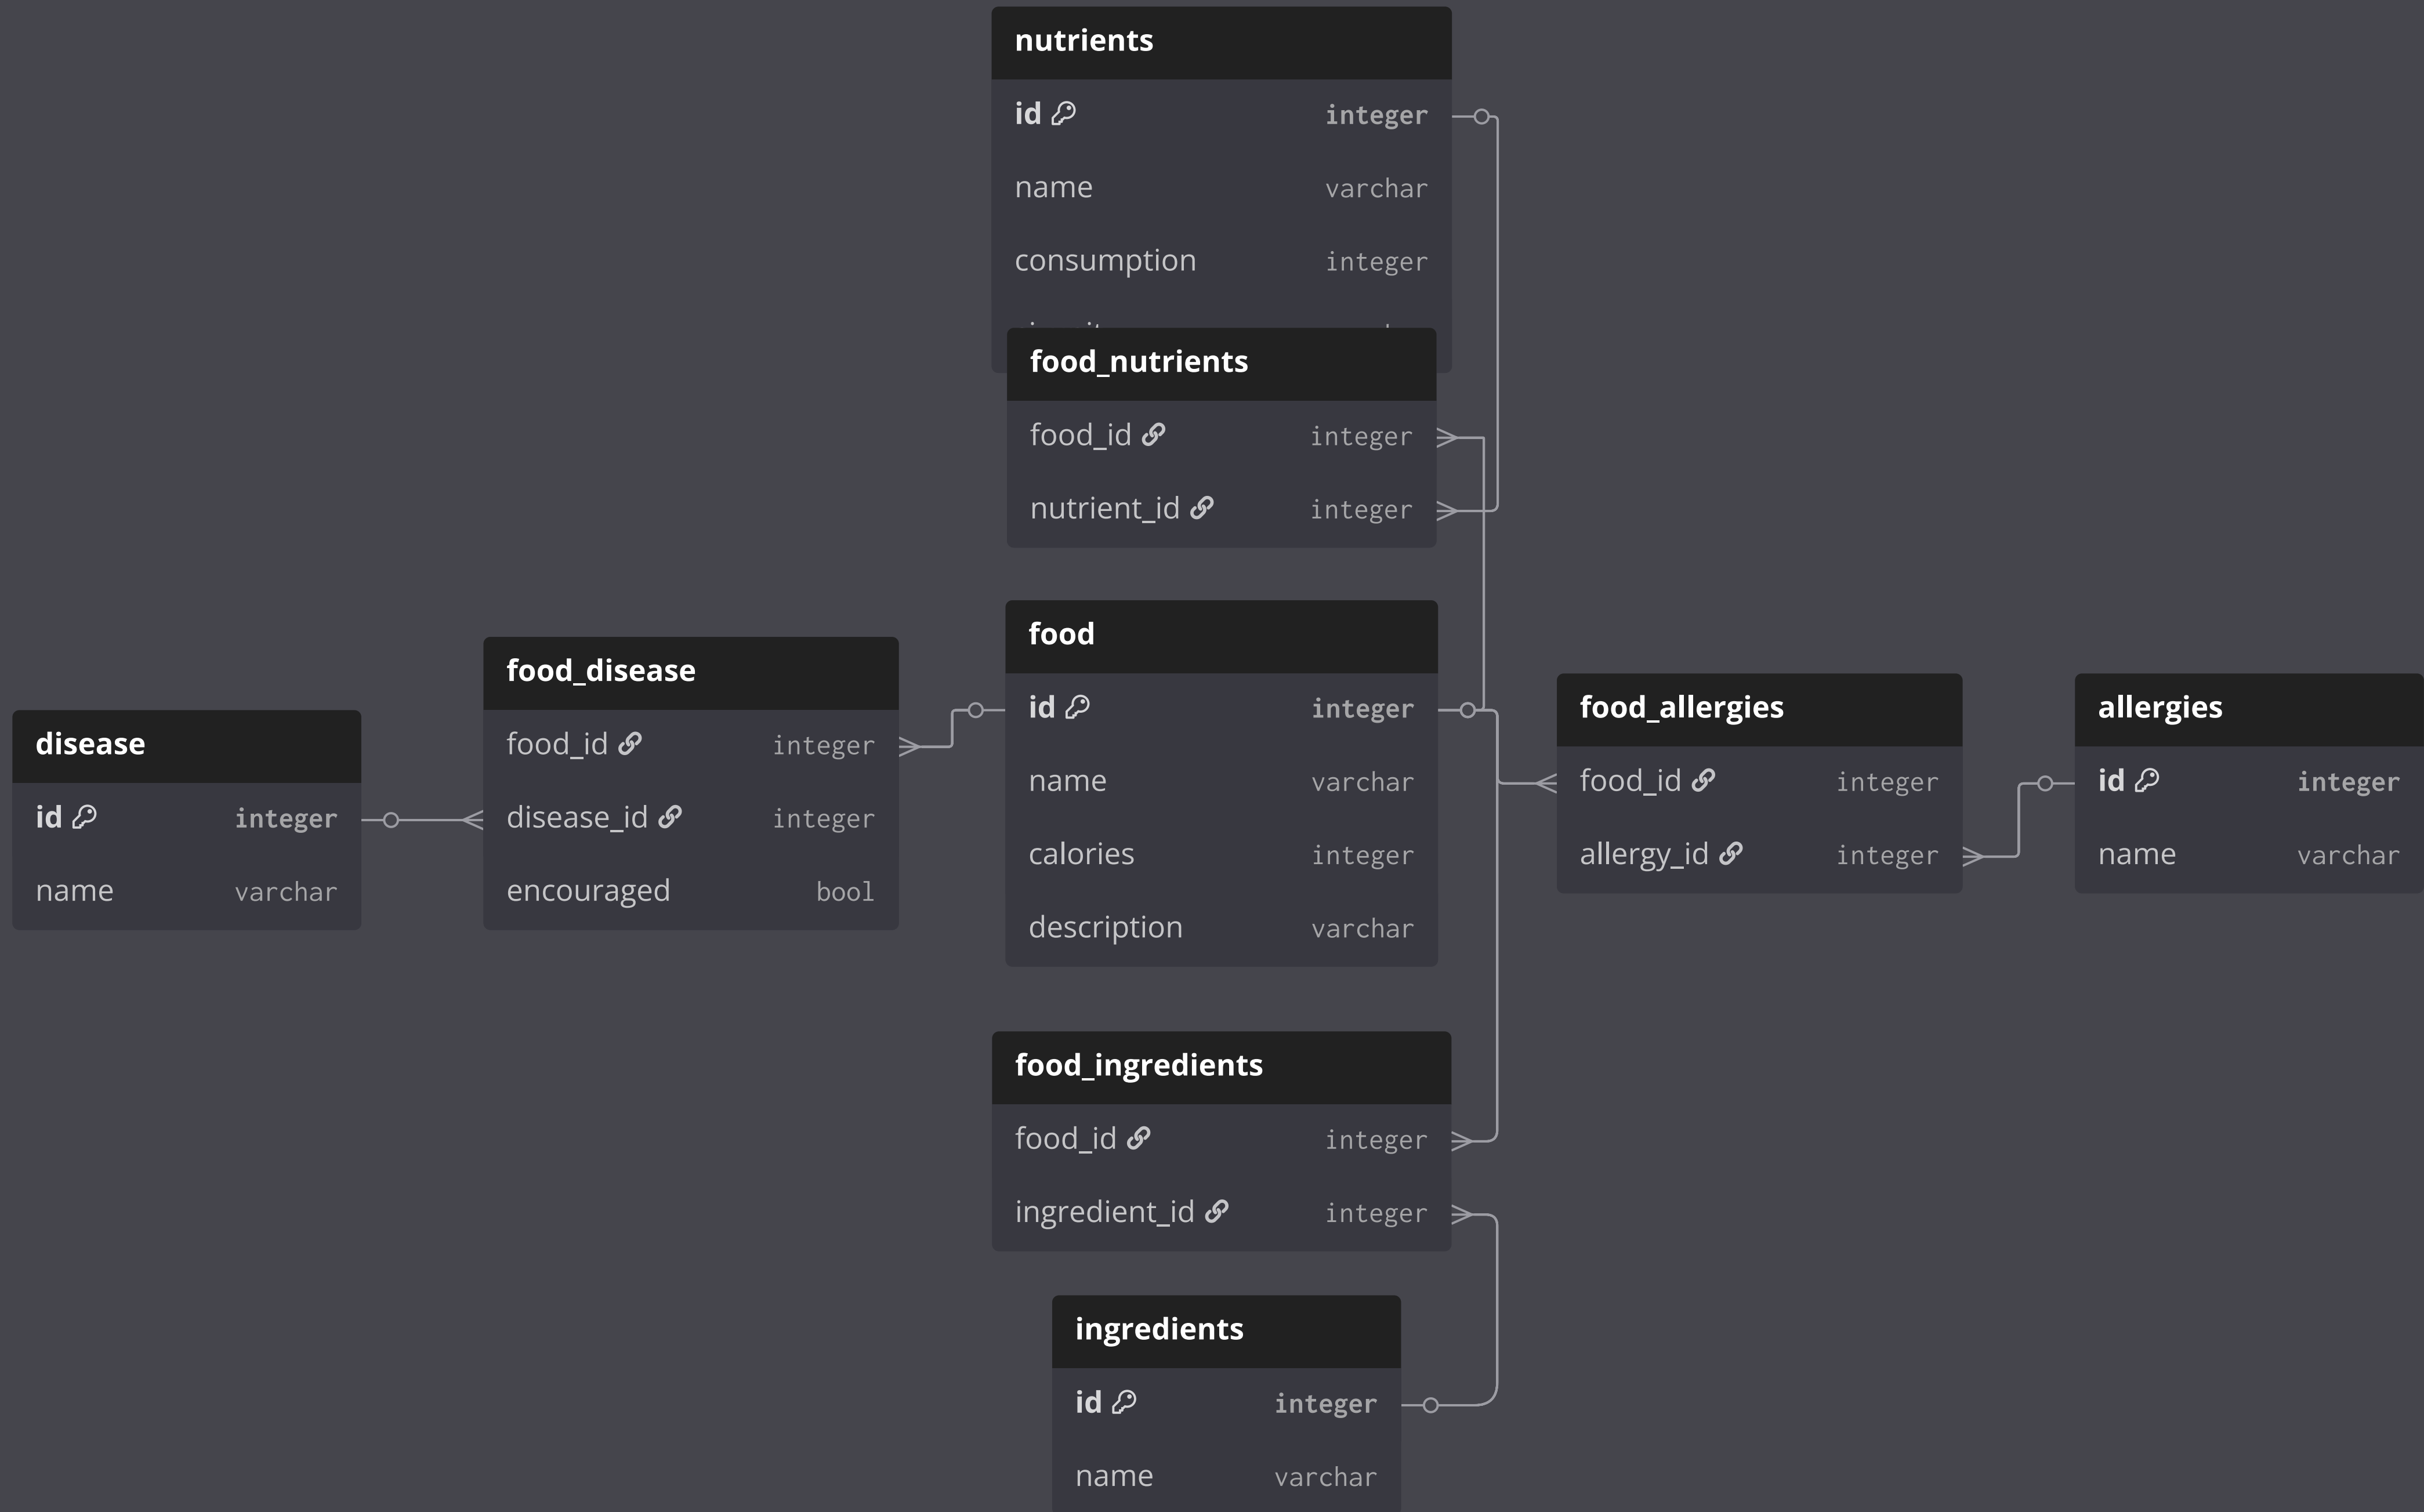 nutrients
id integer
name varchar
consumption integer
food_nutrients
food_id integer
nutrient_id integer
food
id integer
name varchar
calories integer
description varchar
food_disease
food_id integer
disease_id integer
encouraged bool
disease
id integer
name varchar
food_allergies
food_id integer
allergy_id integer
allergies
id integer
name varchar
food_ingredients
food_id integer
ingredient_id integer
ingredients
id integer
name varchar